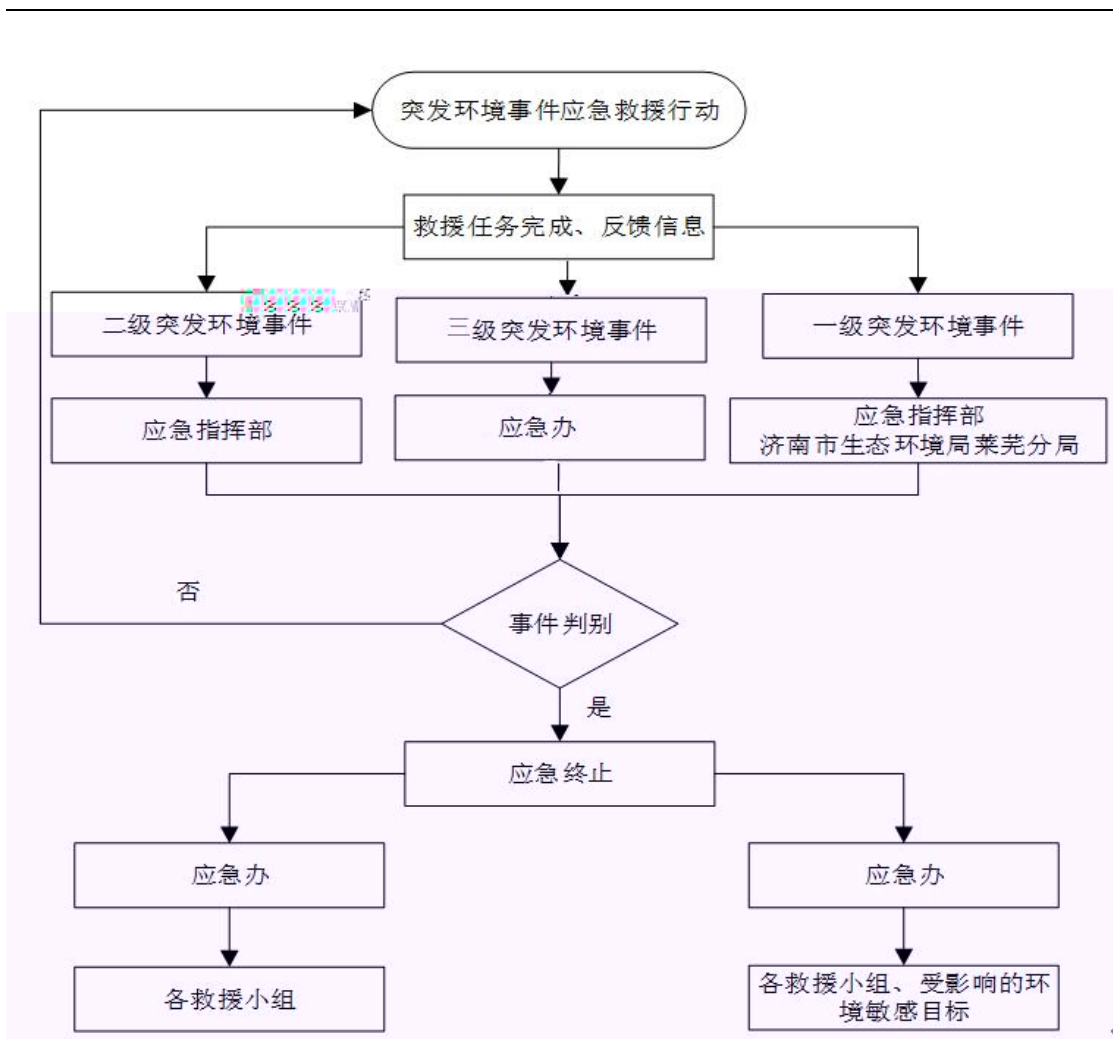 突发环境事件应急救援行动
救援任务完成、反馈信息
二级突发环境事件
三级突发环境事件
一级突发环境事件
应急指挥部
应急办
应急指挥部
济南市生态环境局莱芜分局
否
事件判别
是
应急终止
应急办
应急办
各救援小组
各救援小组、受影响的环
境敏感目标